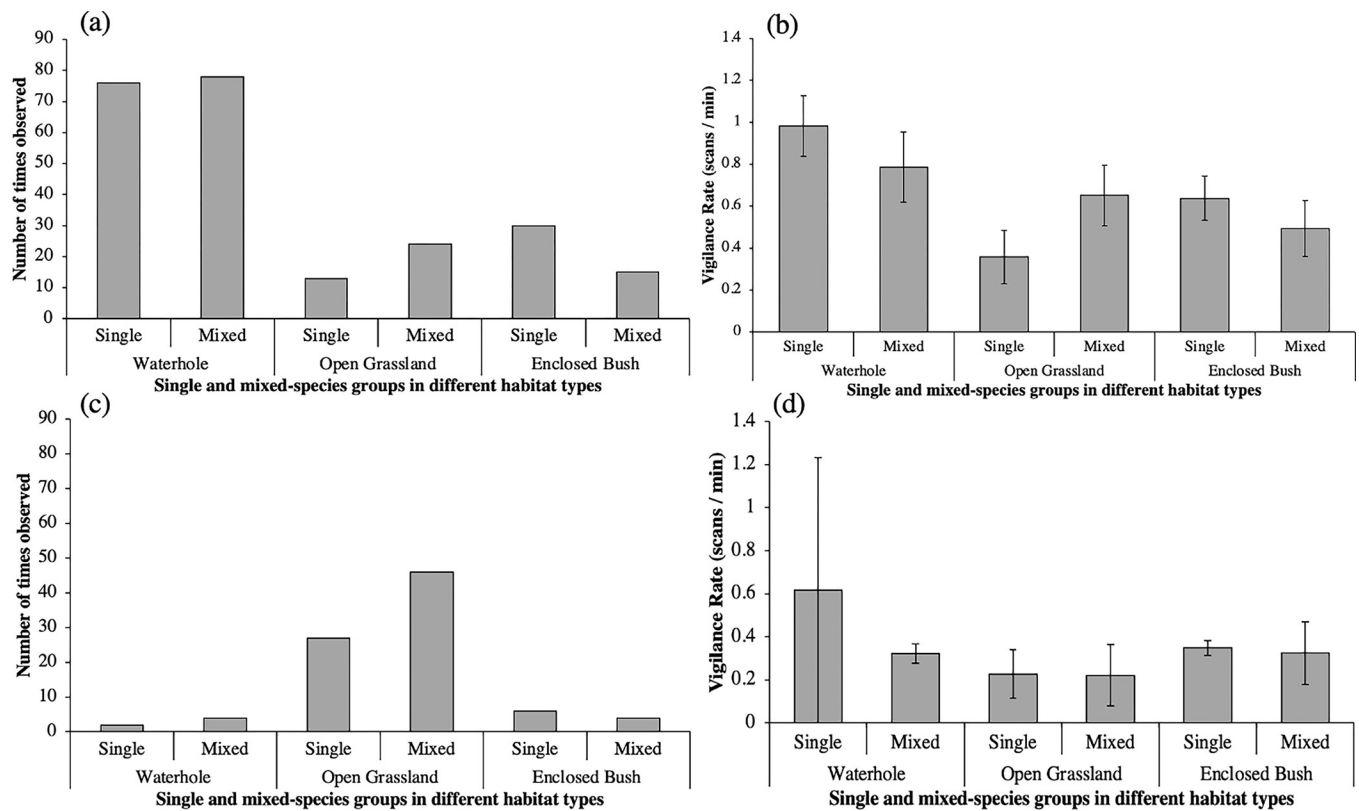 (a)
Number of times observed
90
80
70
60
50
40
30
20
10
0
Single Mixed Single Mixed Single Mixed
Waterhole Open Grassland Enclosed Bush
Single and mixed-species groups in different habitat types
(b)
Vigilance Rate (scans / min)
1.4
1.2
1
0.8
0.6
0.4
0.2
0
Single Mixed Single Mixed Single Mixed
Waterhole Open Grassland Enclosed Bush
Single and mixed-species groups in different habitat types
(c)
Number of times observed
90
80
70
60
50
40
30
20
10
0
Single Mixed Single Mixed Single Mixed
Waterhole Open Grassland Enclosed Bush
Single and mixed-species groups in different habitat types
(d)
Vigilance Rate (scans / min)
1.4
1.2
1
0.8
0.6
0.4
0.2
0
Single Mixed Single Mixed Single Mixed
Waterhole Open Grassland Enclosed Bush
Single and mixed-species groups in different habitat types